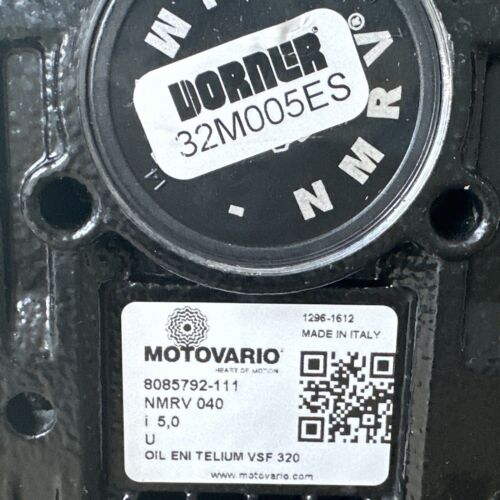 DORNER
32M005ES
NMRV
1296-1612
MADE IN ITALY
MOTOVARIO®
HEART OF MOTION
8085792-111
NMRV 040
i 5,0
U
OIL ENI TELIUM VSF 320
www.motovario.com